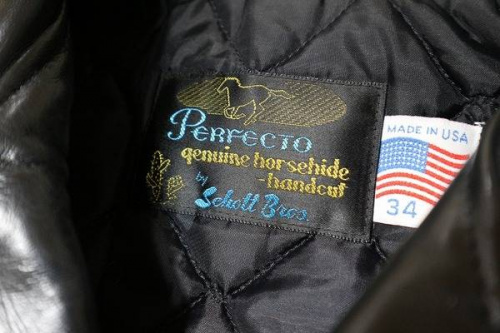 Perfecto
genuine horsehide
-handcut
by
Schott Bros.
MADE IN USA
34